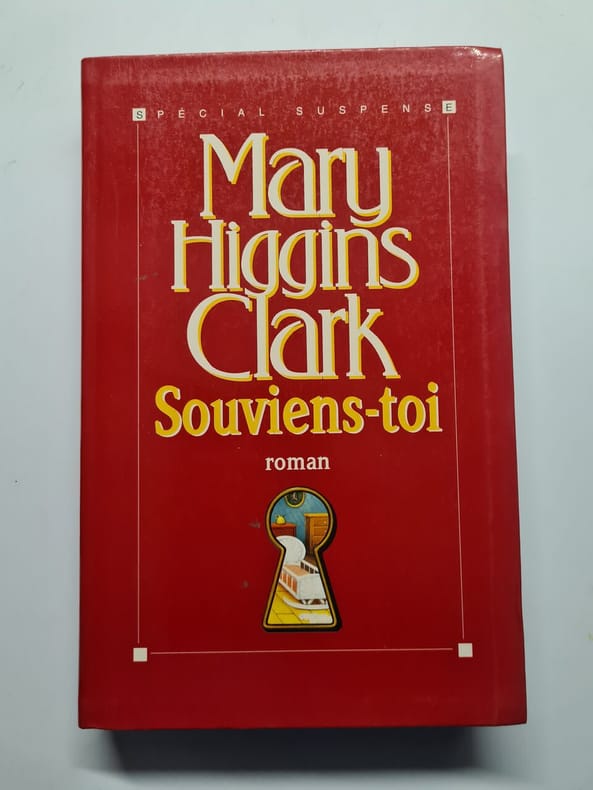 SPÉCIAL SUSPENSE
Mary
Higgins
Clark
Souviens-toi
roman